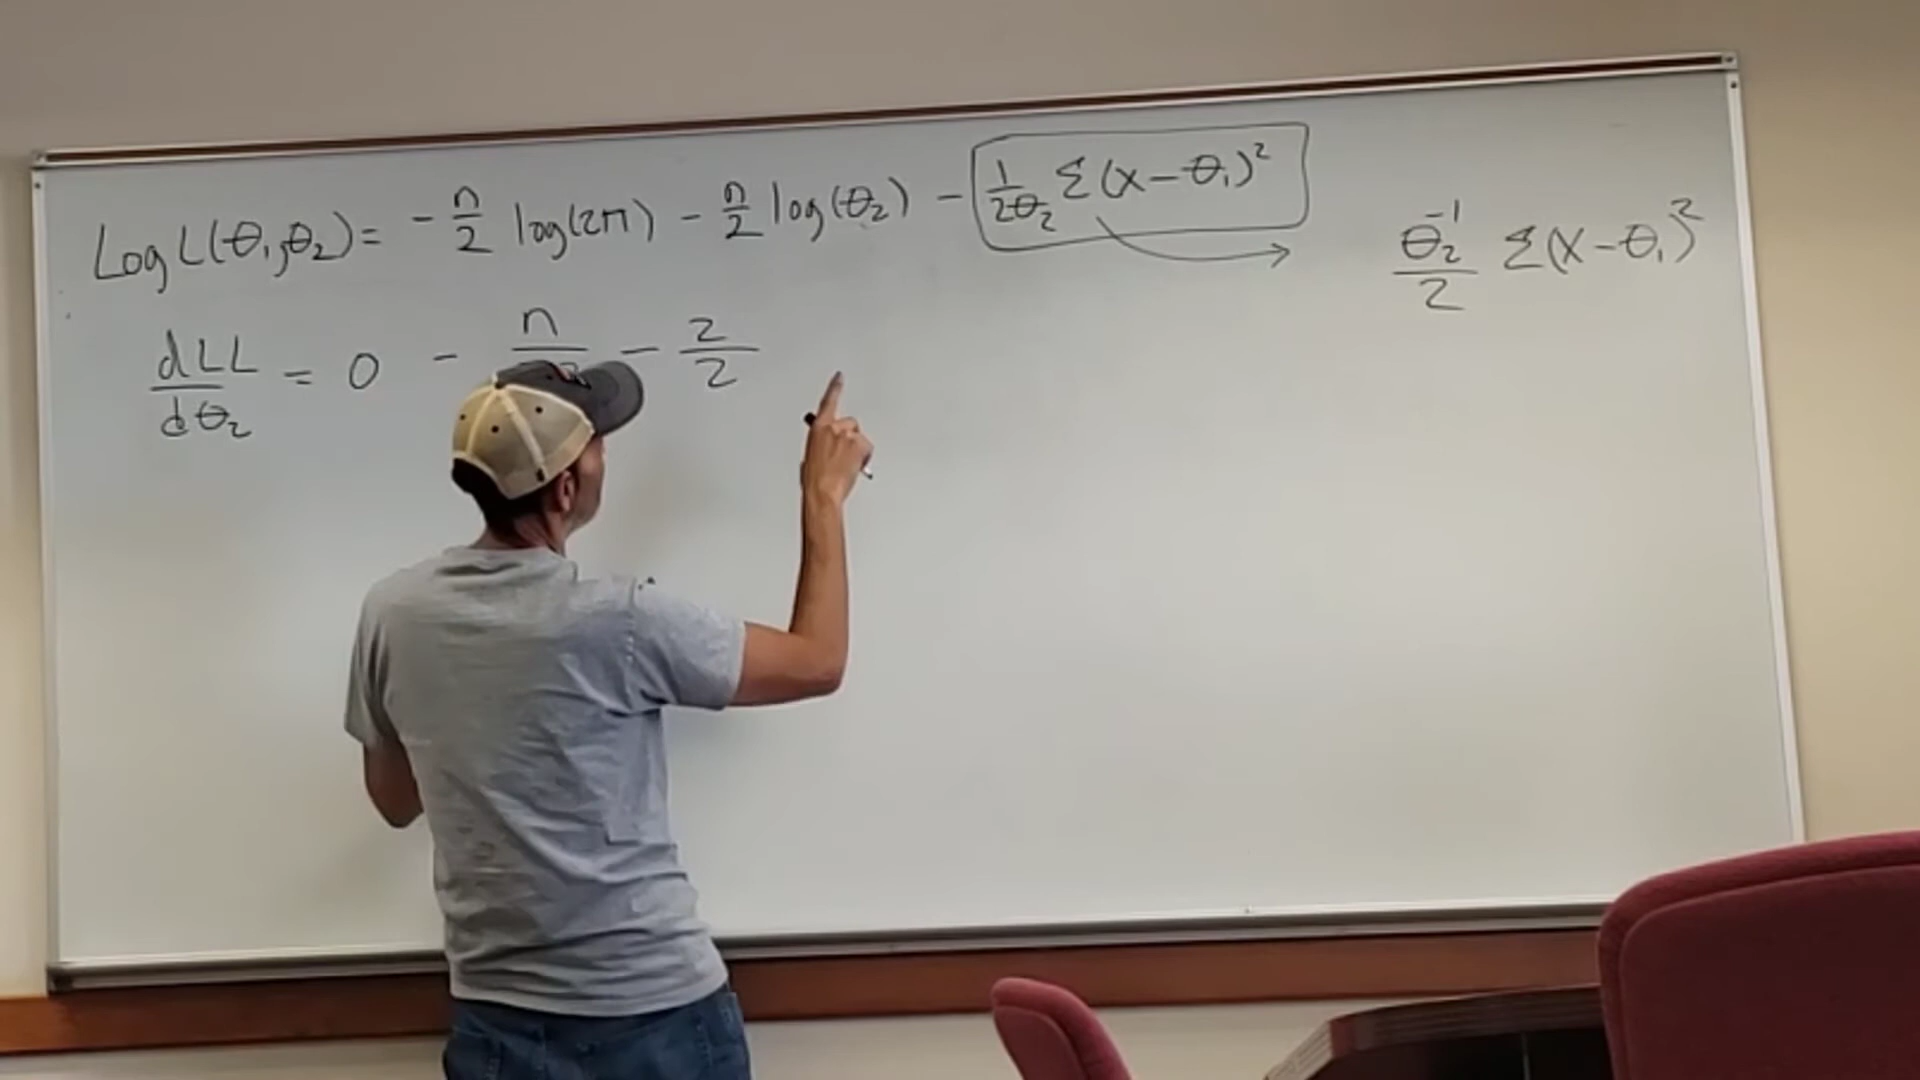 Log L(θ₁,θ₂) = -n/2 log(2π) - n/2 log(θ₂) - 1/2θ₂ Σ(x-θ₁)²
θ₂⁻¹/2 Σ(x-θ₁)²
dLL/dθ₂ = 0 - n/ - 2/2